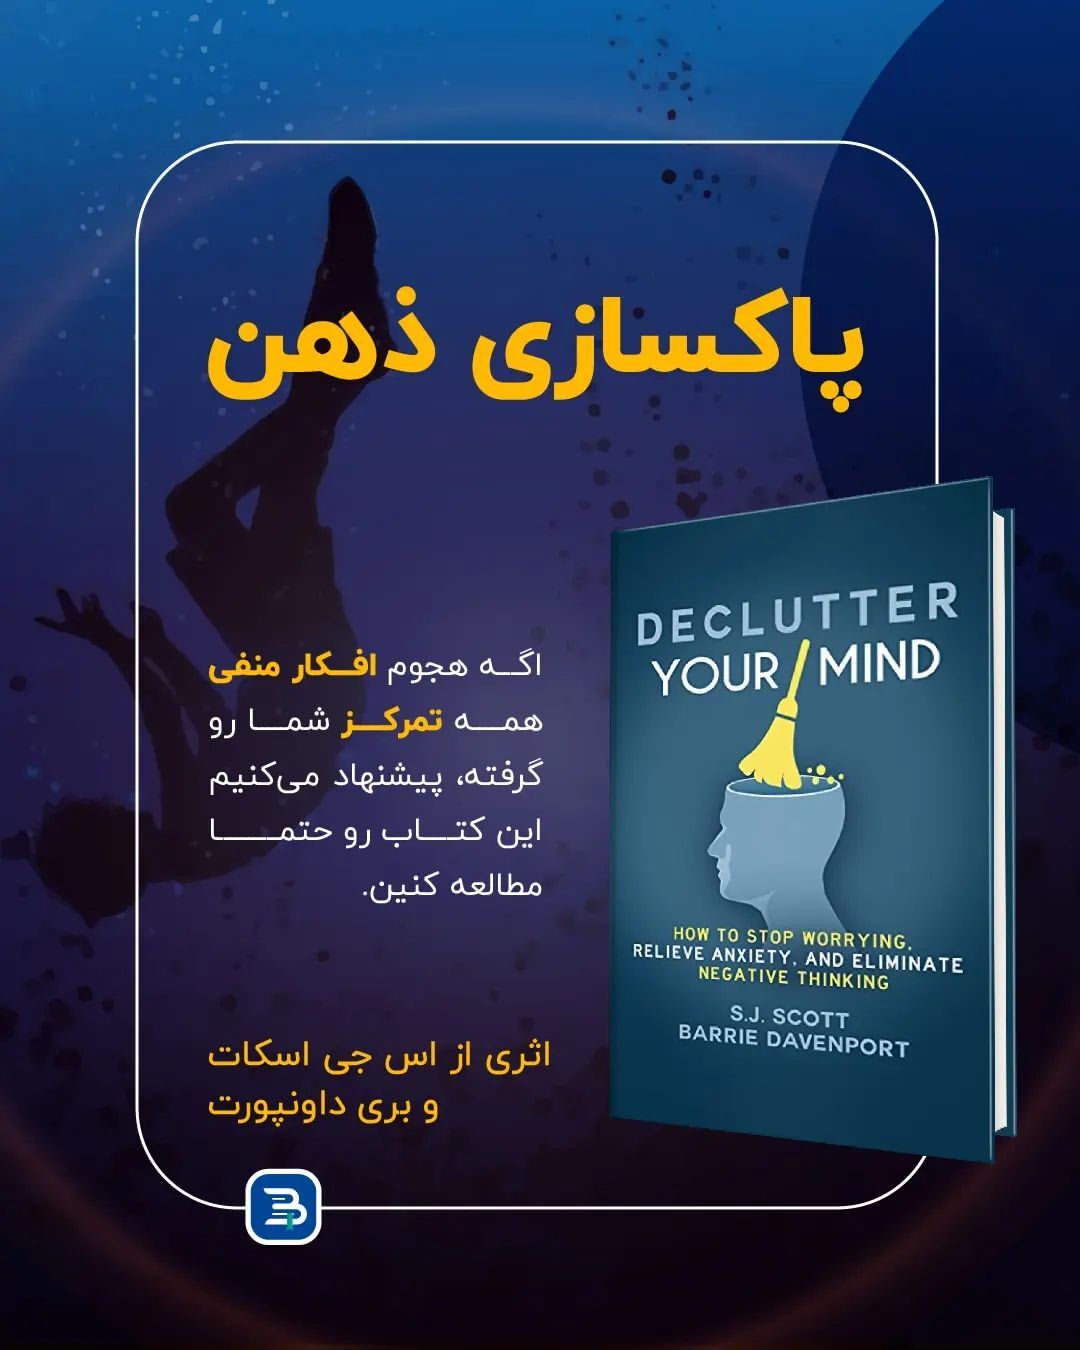 پاکسازی ذهن
اگه هجوم افکار منفی
همه تمرکز شما رو
گرفته، پیشنهاد می‌کنیم
این کتاب رو حتما
مطالعه کنین.
اثری از اس جی اسکات
و بری داونپورت
DECLUTTER
YOUR MIND
HOW TO STOP WORRYING,
RELIEVE ANXIETY, AND ELIMINATE
NEGATIVE THINKING
S.J. SCOTT
BARRIE DAVENPORT